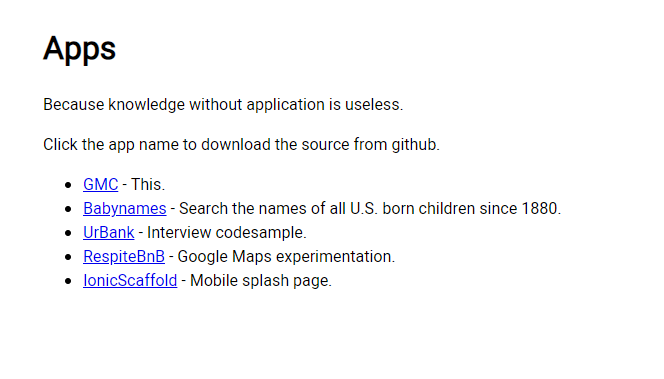 Apps
Because knowledge without application is useless.
Click the app name to download the source from github.
• GMC - This.
• Babynames - Search the names of all U.S. born children since 1880.
• UrBank - Interview codesample.
• RespiteBnB - Google Maps experimentation.
• IonicScaffold - Mobile splash page.